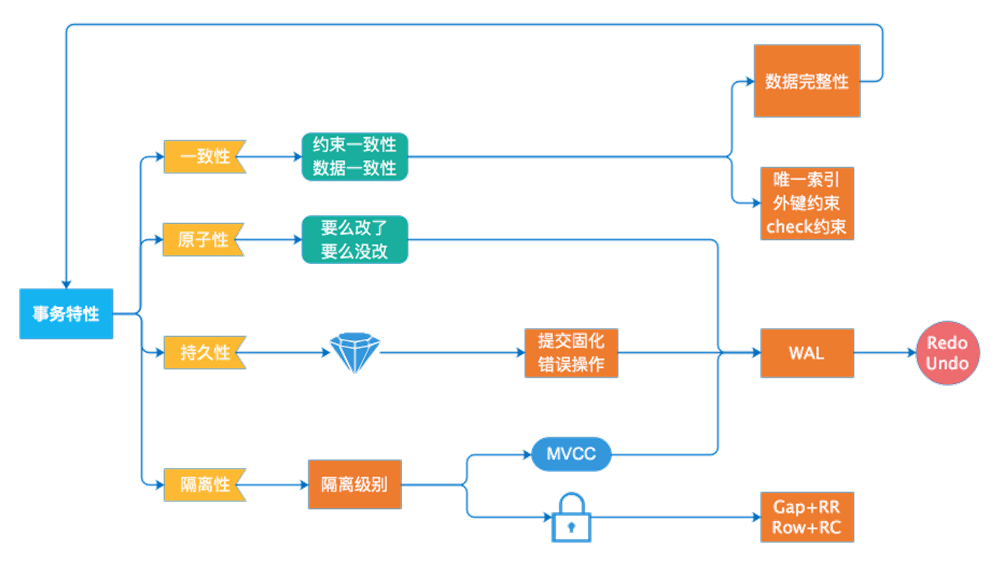 数据完整性
一致性
约束一致性
数据一致性
唯一索引
外键约束
check约束
原子性
要么改了
要么没改
事务特性
持久性
提交固化
错误操作
WAL
Redo
Undo
隔离性
隔离级别
MVCC
Gap+RR
Row+RC